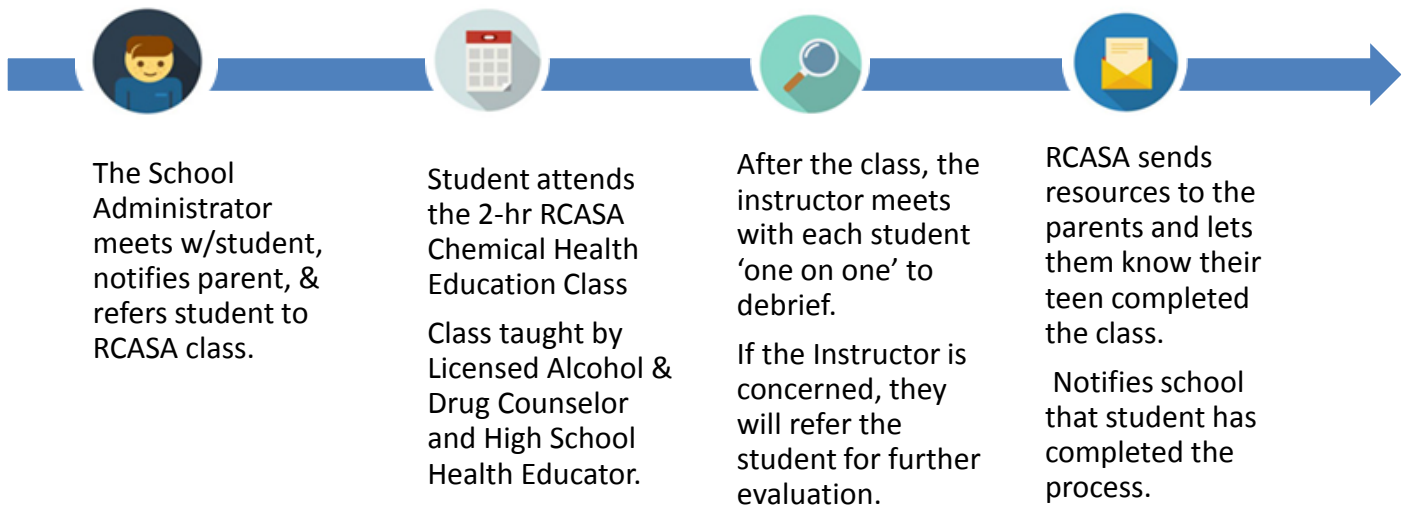 The School
Administrator
meets w/student,
notifies parent, &
refers student to
RCASA class.
Student attends
the 2-hr RCASA
Chemical Health
Education Class
Class taught by
Licensed Alcohol &
Drug Counselor
and High School
Health Educator.
After the class, the
instructor meets
with each student
‘one on one’ to
debrief.
If the Instructor is
concerned, they
will refer the
student for further
evaluation.
RCASA sends
resources to the
parents and lets
them know their
teen completed
the class.
Notifies school
that student has
completed the
process.